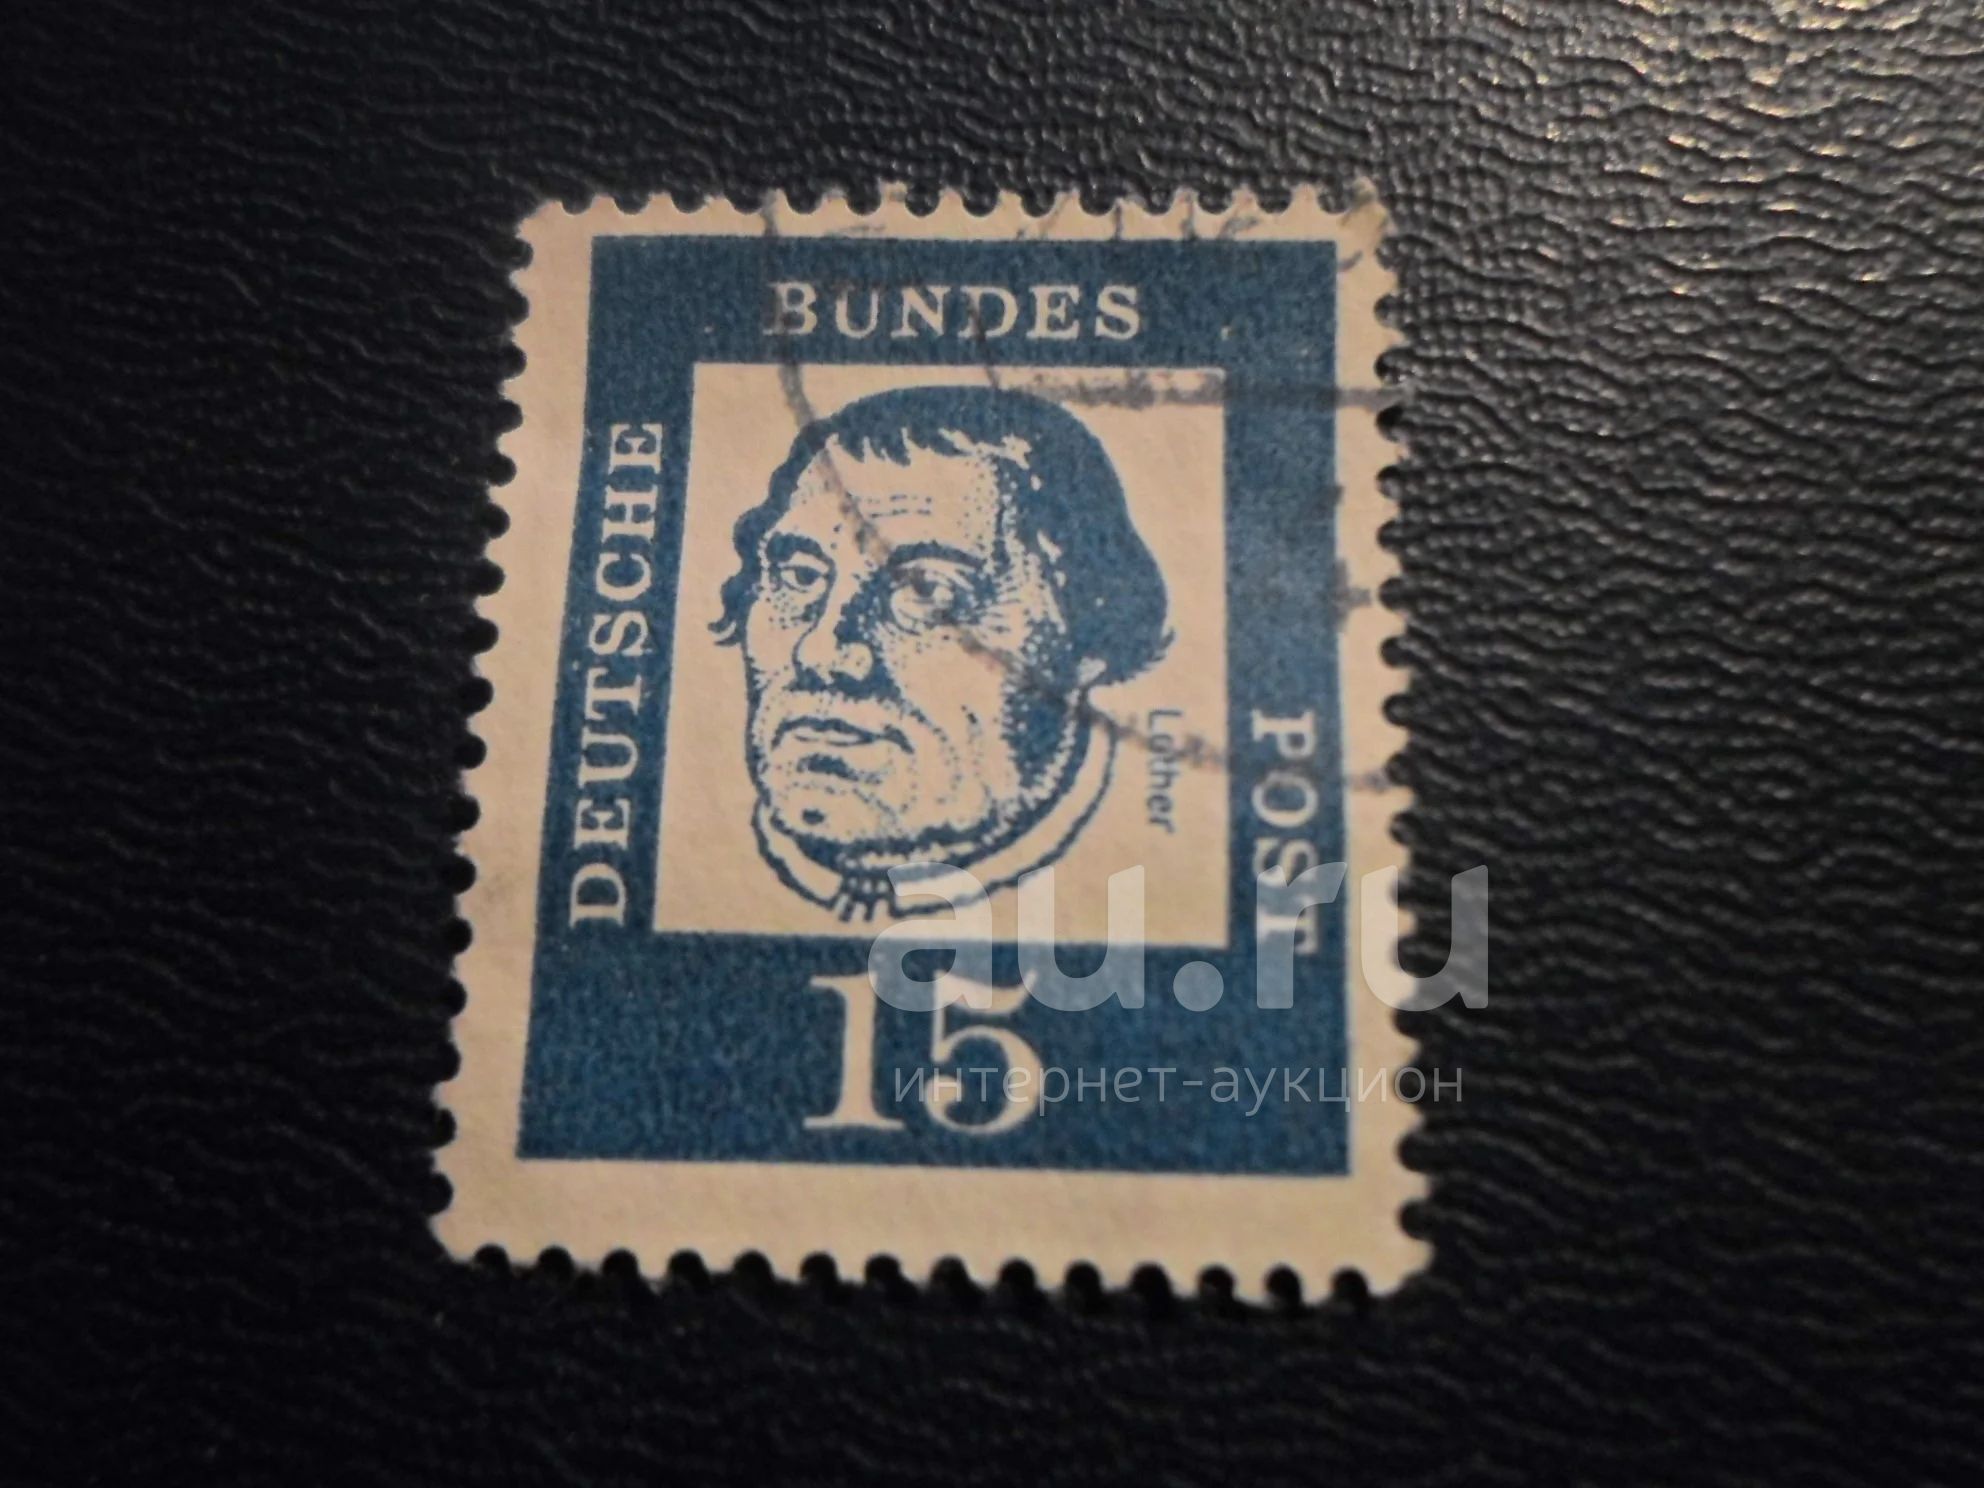 BUNDES
DEUTSCHE
POST
Luther
15
au.ru
интернет-аукцион